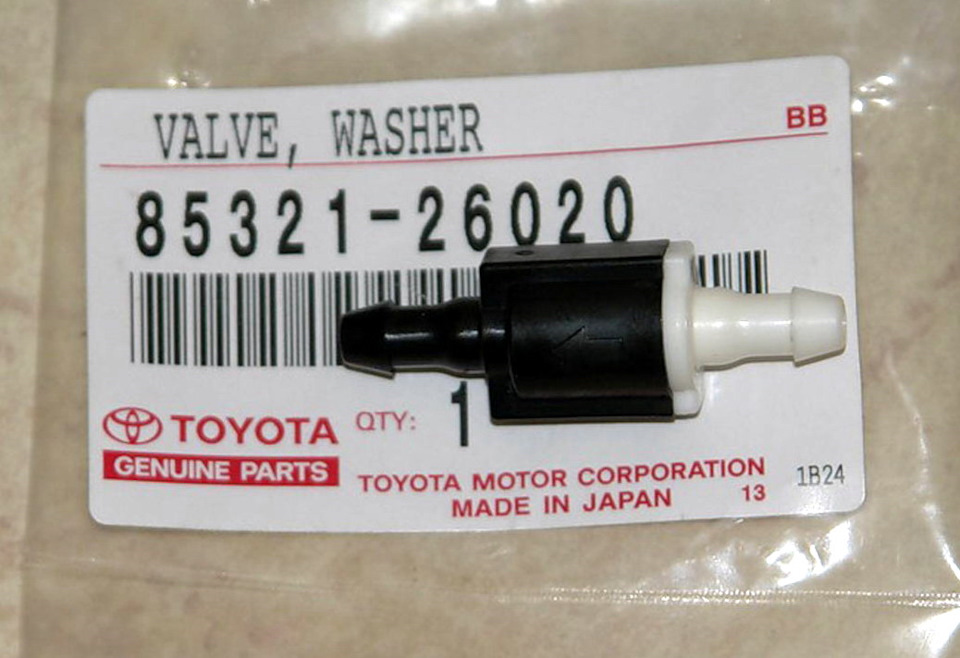 VALVE, WASHER BB
85321-26020
TOYOTA QTY: 1
GENUINE PARTS
TOYOTA MOTOR CORPORATION
MADE IN JAPAN 13 1B24